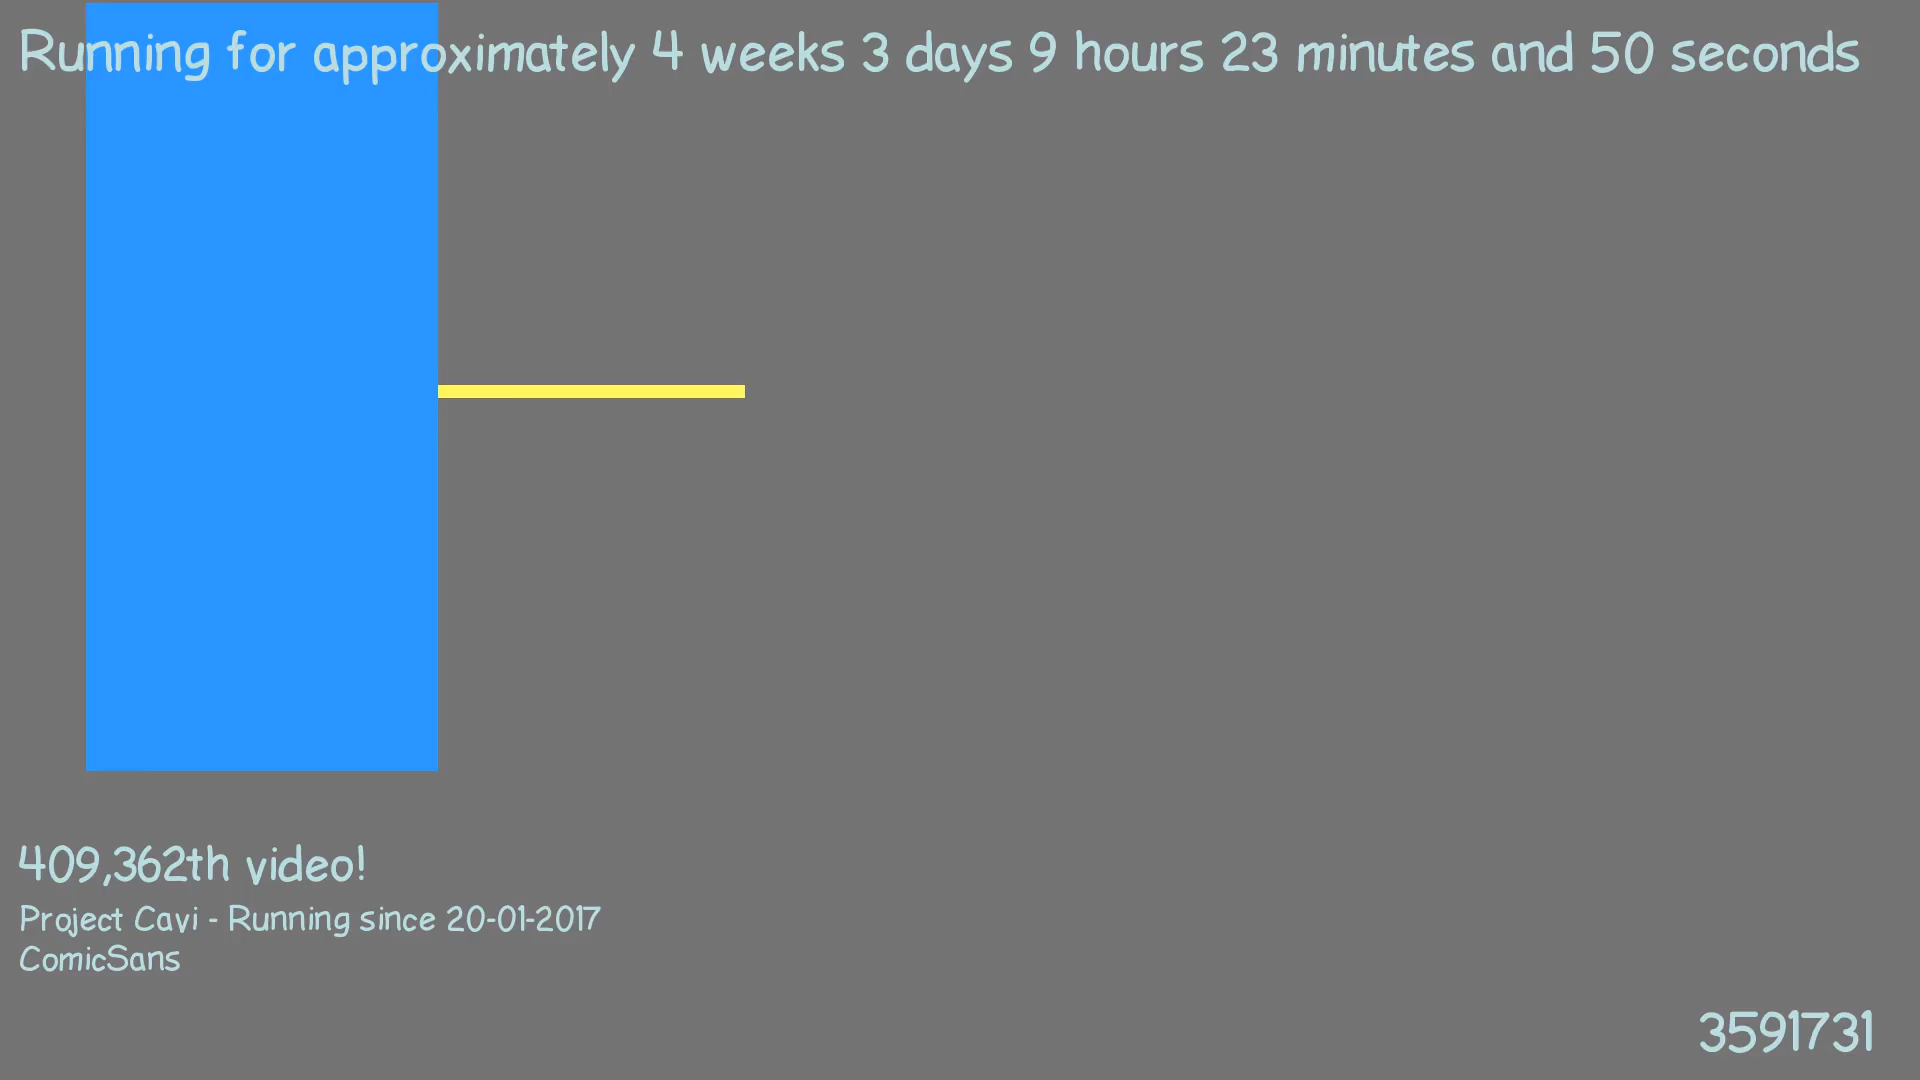 Running for approximately 4 weeks 3 days 9 hours 23 minutes and 50 seconds
409,362th video!
Project Cavi - Running since 20-01-2017
ComicSans
3591731